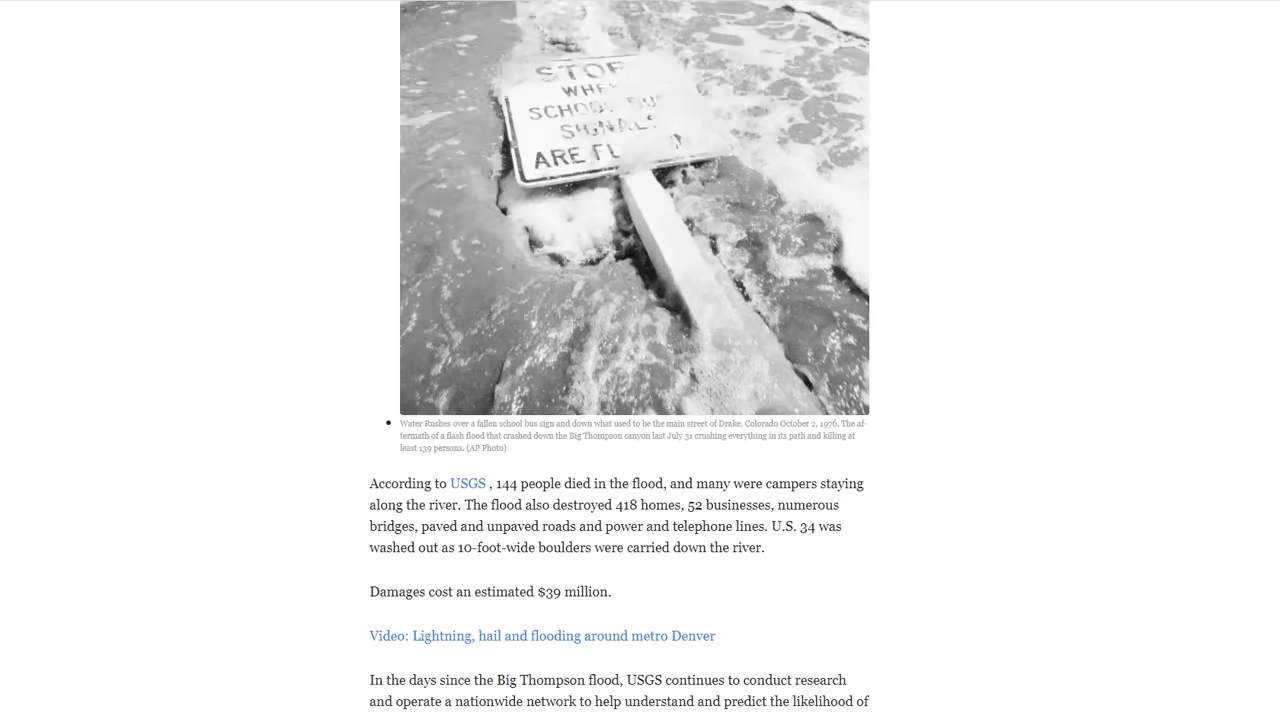 STOP
WHEN
SCHOOL BUS
SIGNALS
ARE
Water Rushes over a fallen school bus sign and down what used to be the main street of Drake, Colorado October 2, 1976. The af-
termath of a flash flood that crashed down the Big Thompson canyon last July 31 crushing everything in its path and killing at
least 139 persons. (AP Photo)
According to USGS , 144 people died in the flood, and many were campers staying
along the river. The flood also destroyed 418 homes, 52 businesses, numerous
bridges, paved and unpaved roads and power and telephone lines. U.S. 34 was
washed out as 10-foot-wide boulders were carried down the river.
Damages cost an estimated $39 million.
Video: Lightning, hail and flooding around metro Denver
In the days since the Big Thompson flood, USGS continues to conduct research
and operate a nationwide network to help understand and predict the likelihood of